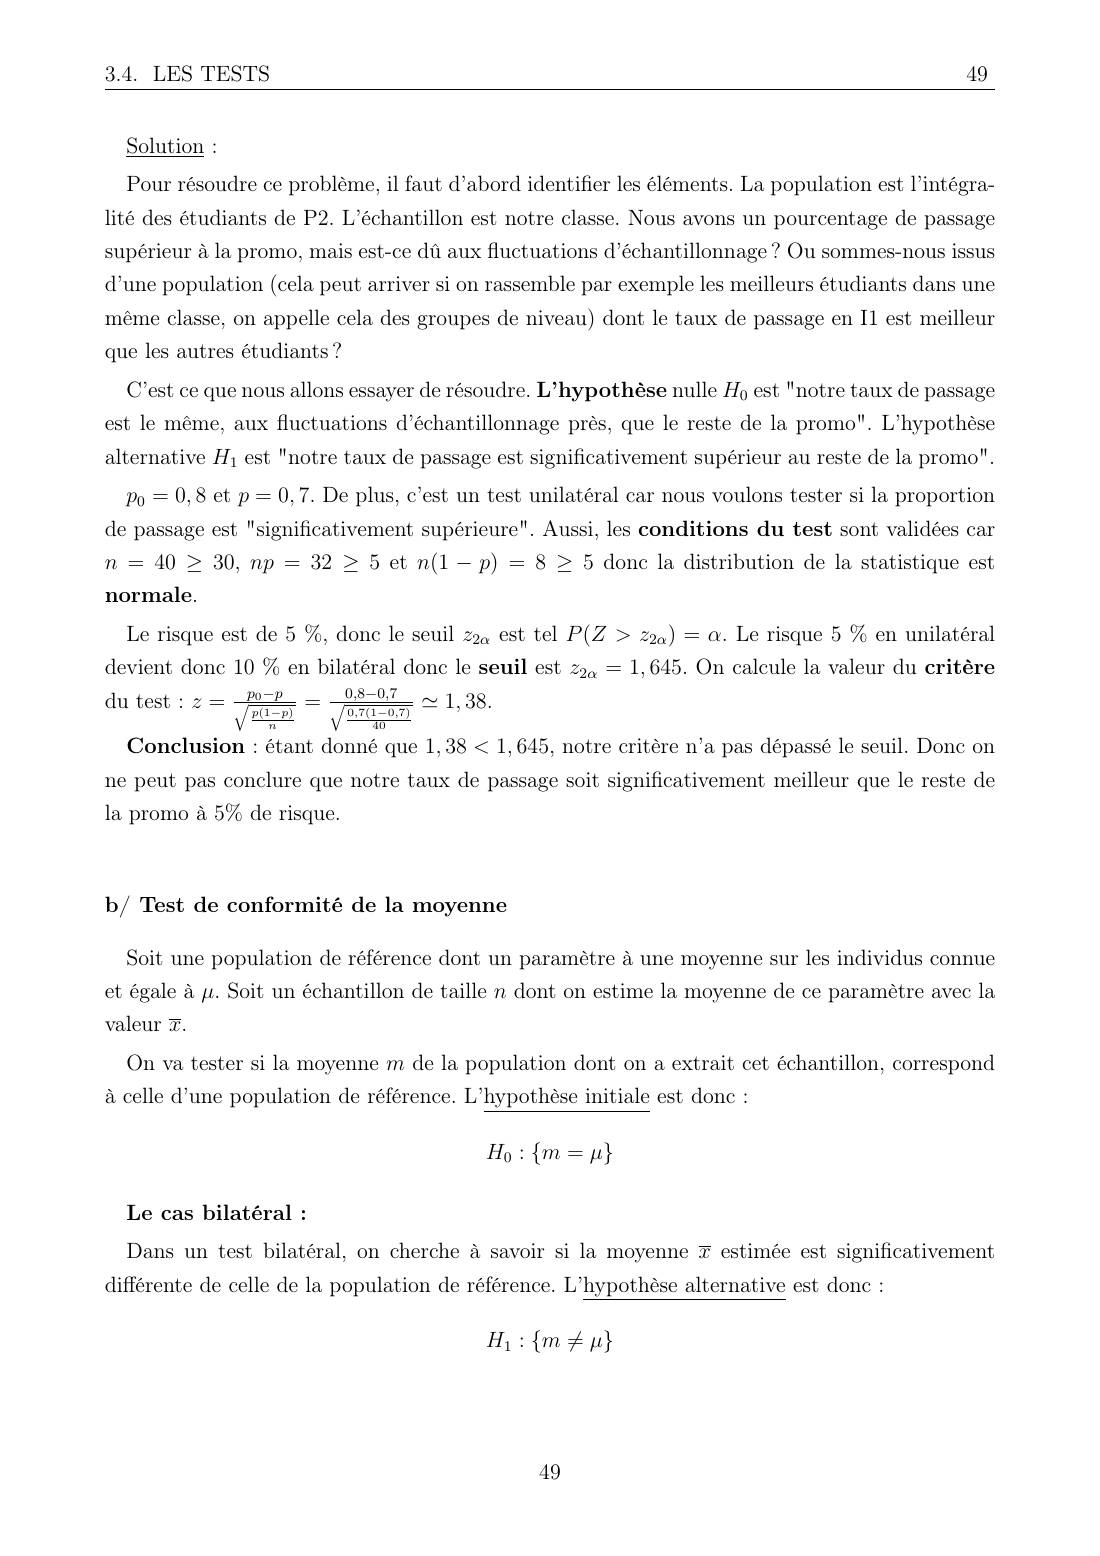 3.4. LES TESTS 49
Solution :
Pour résoudre ce problème, il faut d'abord identifier les éléments. La population est l'intégra-
lité des étudiants de P2. L'échantillon est notre classe. Nous avons un pourcentage de passage
supérieur à la promo, mais est-ce dû aux fluctuations d'échantillonnage ? Ou sommes-nous issus
d'une population (cela peut arriver si on rassemble par exemple les meilleurs étudiants dans une
même classe, on appelle cela des groupes de niveau) dont le taux de passage en I1 est meilleur
que les autres étudiants ?
C'est ce que nous allons essayer de résoudre. L'hypothèse nulle H₀ est "notre taux de passage
est le même, aux fluctuations d'échantillonnage près, que le reste de la promo". L'hypothèse
alternative H₁ est "notre taux de passage est significativement supérieur au reste de la promo".
p₀ = 0, 8 et p = 0, 7. De plus, c'est un test unilatéral car nous voulons tester si la proportion
de passage est "significativement supérieure". Aussi, les conditions du test sont validées car
n = 40 ≥ 30, np = 32 ≥ 5 et n(1 − p) = 8 ≥ 5 donc la distribution de la statistique est
normale.
Le risque est de 5 %, donc le seuil z_{2α} est tel P(Z > z_{2α}) = α. Le risque 5 % en unilatéral
devient donc 10 % en bilatéral donc le seuil est z_{2α} = 1, 645. On calcule la valeur du critère
du test : z = \frac{p₀−p}{\sqrt{\frac{p(1−p)}{n}}} = \frac{0,8−0,7}{\sqrt{\frac{0,7(1−0,7)}{40}}} ≃ 1, 38.
Conclusion : étant donné que 1, 38 < 1, 645, notre critère n'a pas dépassé le seuil. Donc on
ne peut pas conclure que notre taux de passage soit significativement meilleur que le reste de
la promo à 5% de risque.
b/ Test de conformité de la moyenne
Soit une population de référence dont un paramètre à une moyenne sur les individus connue
et égale à μ. Soit un échantillon de taille n dont on estime la moyenne de ce paramètre avec la
valeur x̅.
On va tester si la moyenne m de la population dont on a extrait cet échantillon, correspond
à celle d'une population de référence. L'hypothèse initiale est donc :
H₀ : {m = μ}
Le cas bilatéral :
Dans un test bilatéral, on cherche à savoir si la moyenne x̅ estimée est significativement
différente de celle de la population de référence. L'hypothèse alternative est donc :
H₁ : {m ≠ μ}
49